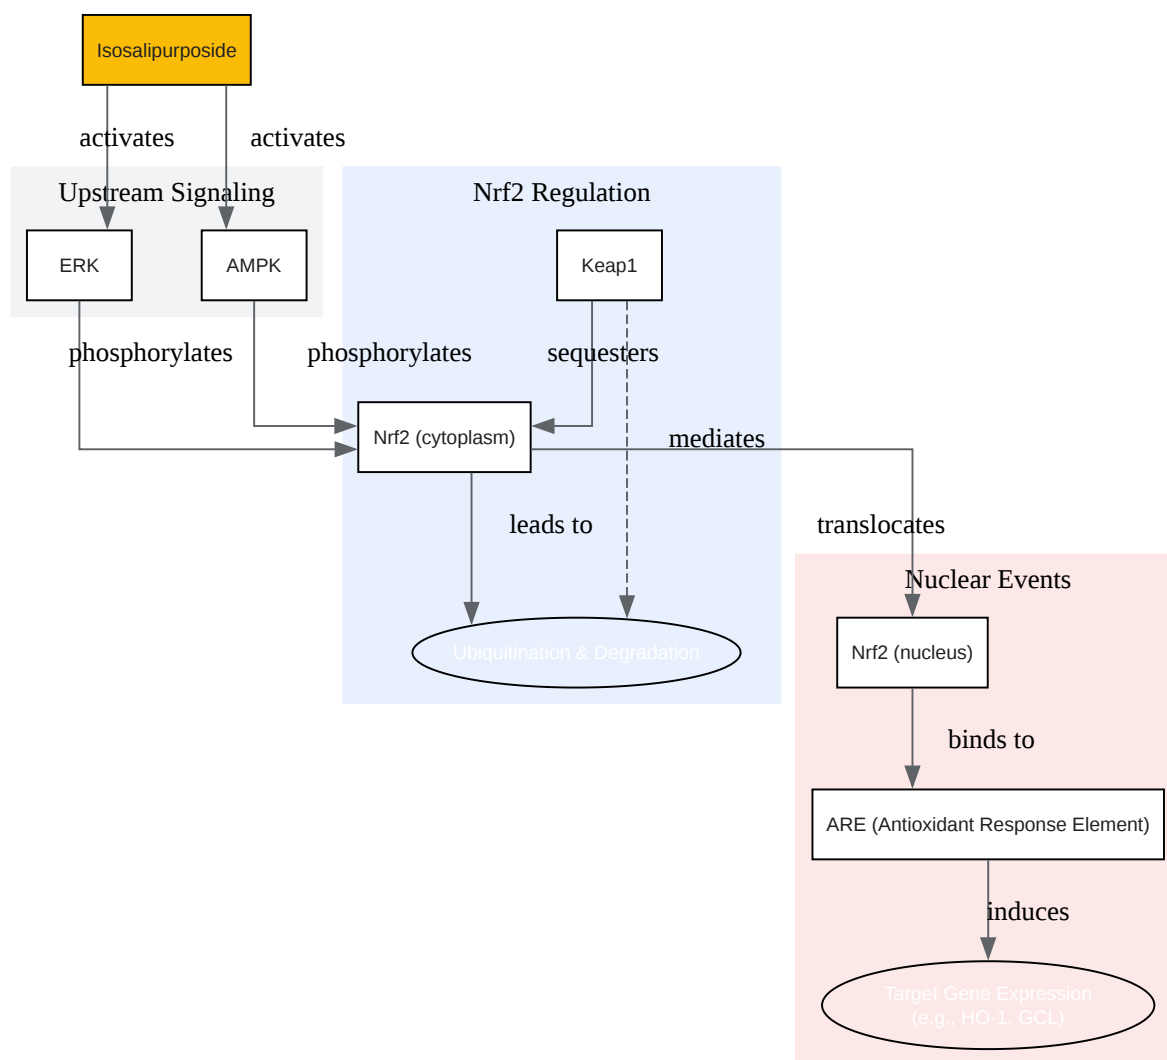 Isosalipurposide
activates
activates
Upstream Signaling
Nrf2 Regulation
ERK
AMPK
Keap1
phosphorylates
phosphorylates
sequesters
Nrf2 (cytoplasm)
mediates
leads to
translocates
Nuclear Events
Ubiquitination & Degradation
Nrf2 (nucleus)
binds to
ARE (Antioxidant Response Element)
induces
Target Gene Expression
(e.g., HO-1, GCL)